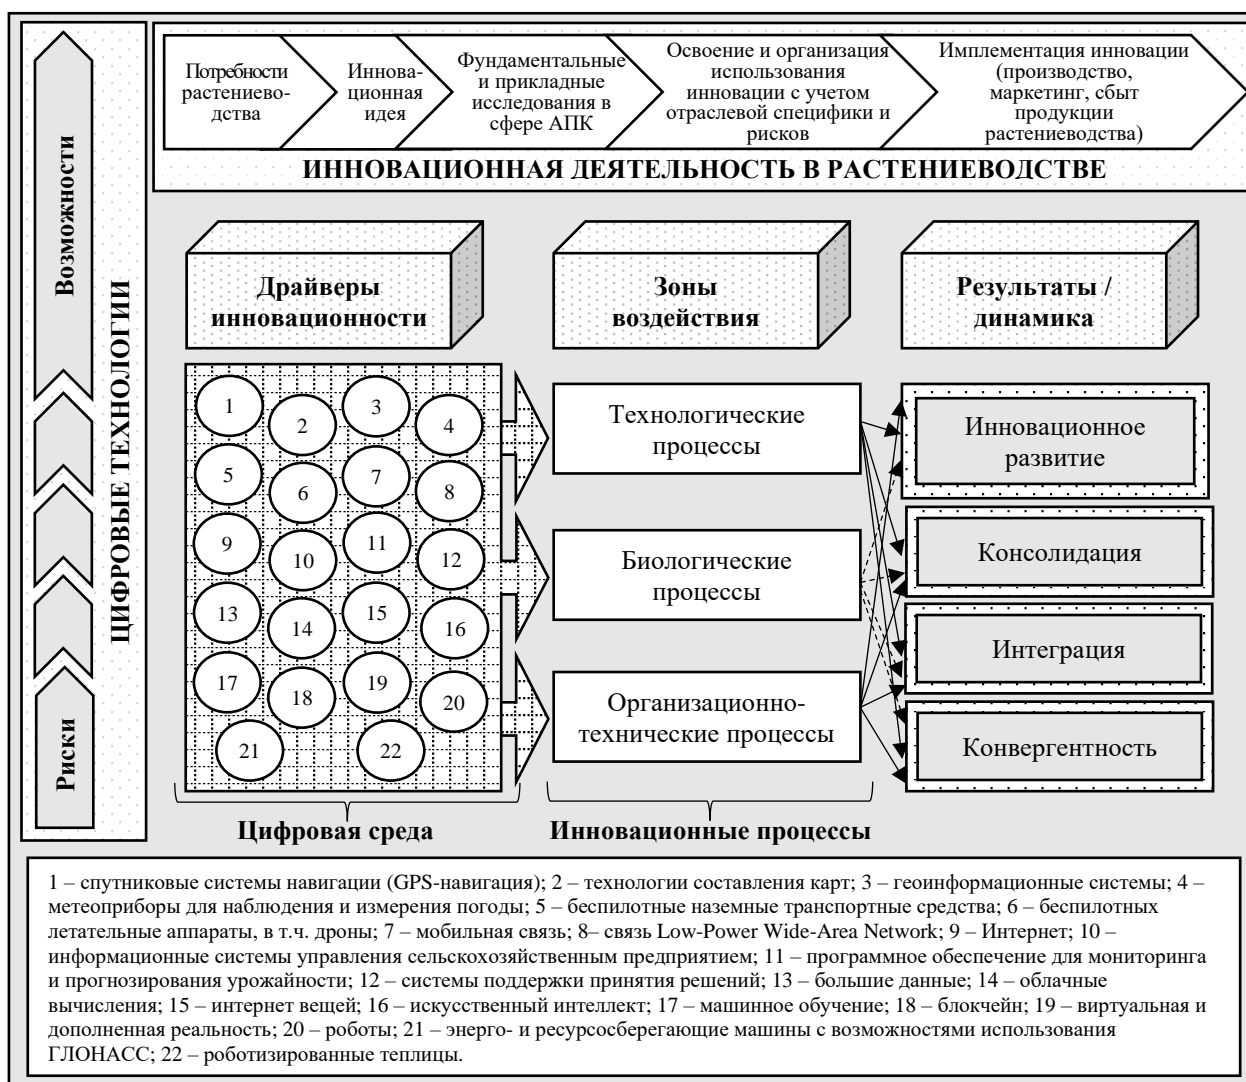 Потребности
растениево-
дства
Иннова-
ционная
идея
Фундаментальные
и прикладные
исследования в
сфере АПК
Освоение и организация
использования
инновации с учетом
отраслевой специфики и
рисков
Имплементация инновации
(производство,
маркетинг, сбыт
продукции
растениеводства)
ИННОВАЦИОННАЯ ДЕЯТЕЛЬНОСТЬ В РАСТЕНИЕВОДСТВЕ
Возможности
Риски
ЦИФРОВЫЕ ТЕХНОЛОГИИ
Драйверы
инновационности
Зоны
воздействия
Результаты /
динамика
1
2
3
4
5
6
7
8
9
10
11
12
13
14
15
16
17
18
19
20
21
22
Технологические
процессы
Биологические
процессы
Организационно-
технические процессы
Инновационное
развитие
Консолидация
Интеграция
Конвергентность
Цифровая среда
Инновационные процессы
1 – спутниковые системы навигации (GPS-навигация); 2 – технологии составления карт; 3 – геоинформационные системы; 4 –
метеоприборы для наблюдения и измерения погоды; 5 – беспилотные наземные транспортные средства; 6 – беспилотных
летательные аппараты, в т.ч. дроны; 7 – мобильная связь; 8– связь Low-Power Wide-Area Network; 9 – Интернет; 10 –
информационные системы управления сельскохозяйственным предприятием; 11 – программное обеспечение для мониторинга
и прогнозирования урожайности; 12 – системы поддержки принятия решений; 13 – большие данные; 14 – облачные
вычисления; 15 – интернет вещей; 16 – искусственный интеллект; 17 – машинное обучение; 18 – блокчейн; 19 – виртуальная и
дополненная реальность; 20 – роботы; 21 – энерго- и ресурсосберегающие машины с возможностями использования
ГЛОНАСС; 22 – роботизированные теплицы.